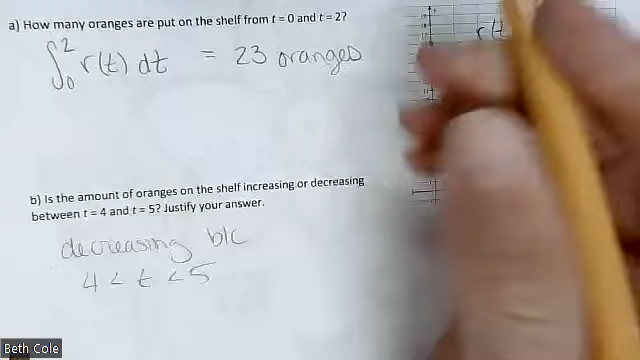 a) How many oranges are put on the shelf from t = 0 and t = 2?
∫₀² r(t) dt = 23 oranges
r(t
b) Is the amount of oranges on the shelf increasing or decreasing
between t = 4 and t = 5? Justify your answer.
decreasing b/c
4 < t < 5
Beth Cole